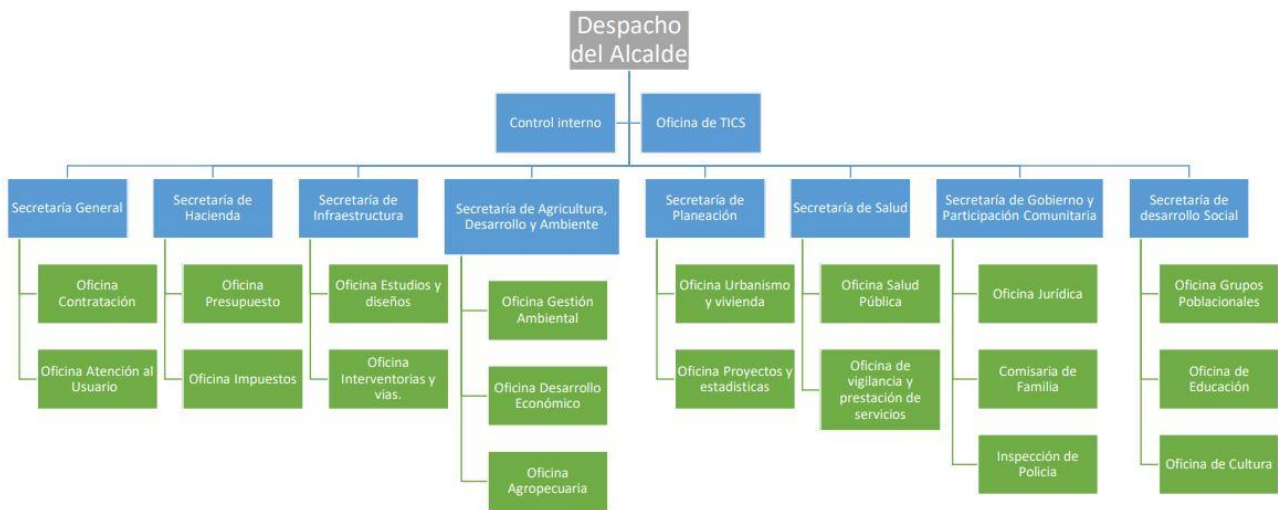 Despacho
del Alcalde
Control interno
Oficina de TICS
Secretaría General
Secretaría de
Hacienda
Secretaría de
Infraestructura
Secretaría de Agricultura,
Desarrollo y Ambiente
Secretaría de
Planeación
Secretaría de Salud
Secretaría de Gobierno y
Participación Comunitaria
Secretaría de
desarrollo Social
Oficina
Contratación
Oficina Atención al
Usuario
Oficina
Presupuesto
Oficina Impuestos
Oficina Estudios y
diseños
Oficina
Interventorias y
vias.
Oficina Gestión
Ambiental
Oficina Desarrollo
Económico
Oficina
Agropecuaria
Oficina Urbanismo
y vivienda
Oficina Proyectos y
estadisticas
Oficina Salud
Pública
Oficina de
vigilancia y
prestación de
servicios
Oficina Jurídica
Comisaria de
Familia
Inspección de
Policia
Oficina Grupos
Poblacionales
Oficina de
Educación
Oficina de Cultura